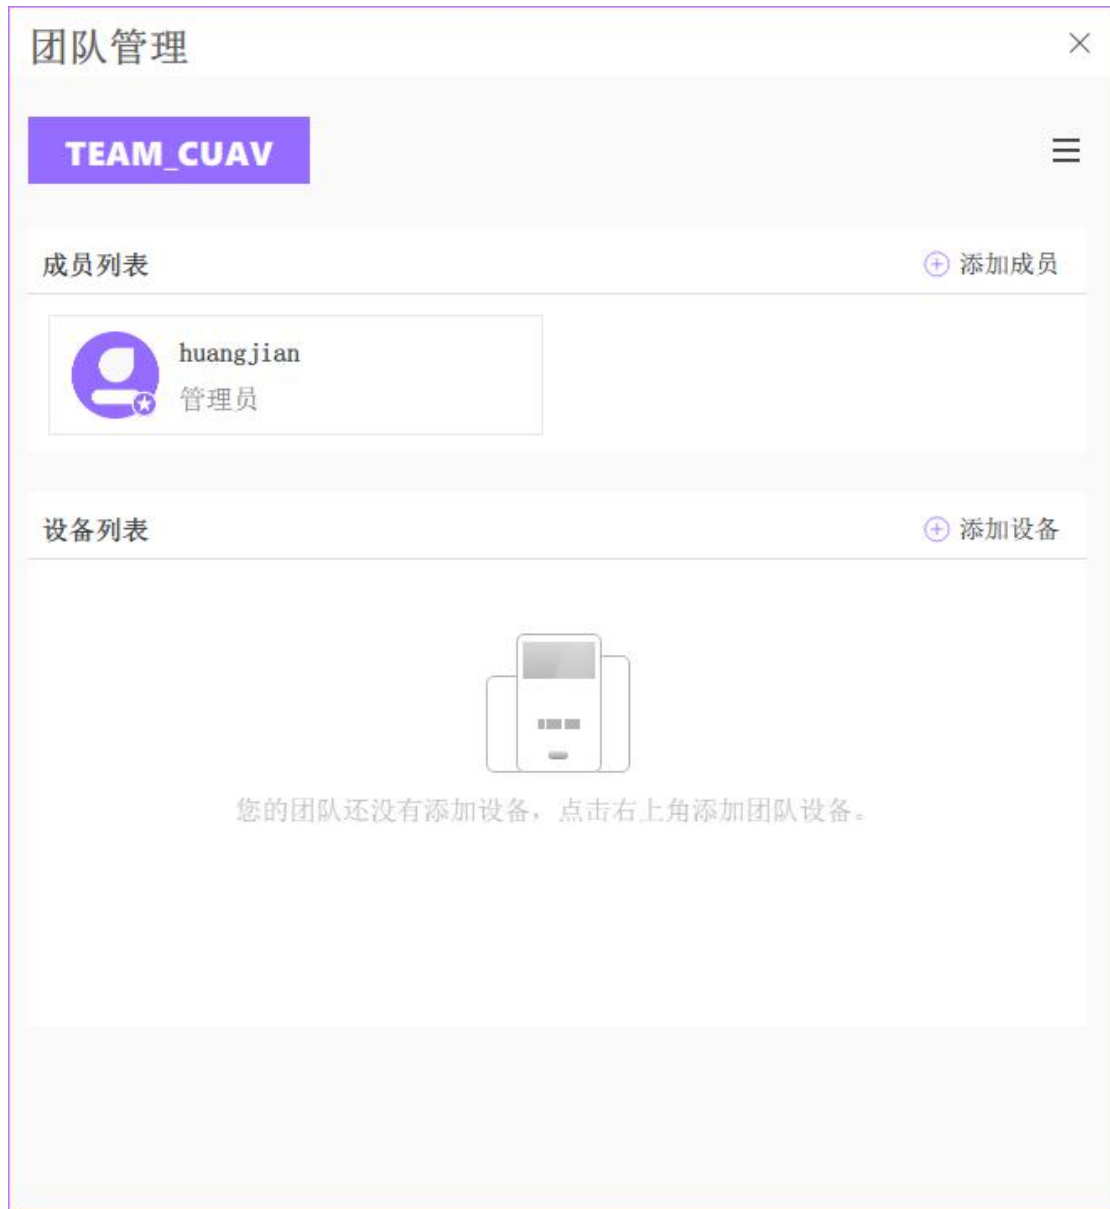 团队管理
TEAM_CUAV
成员列表
添加成员
huangjian
管理员
设备列表
添加设备
您的团队还没有添加设备，点击右上角添加团队设备。